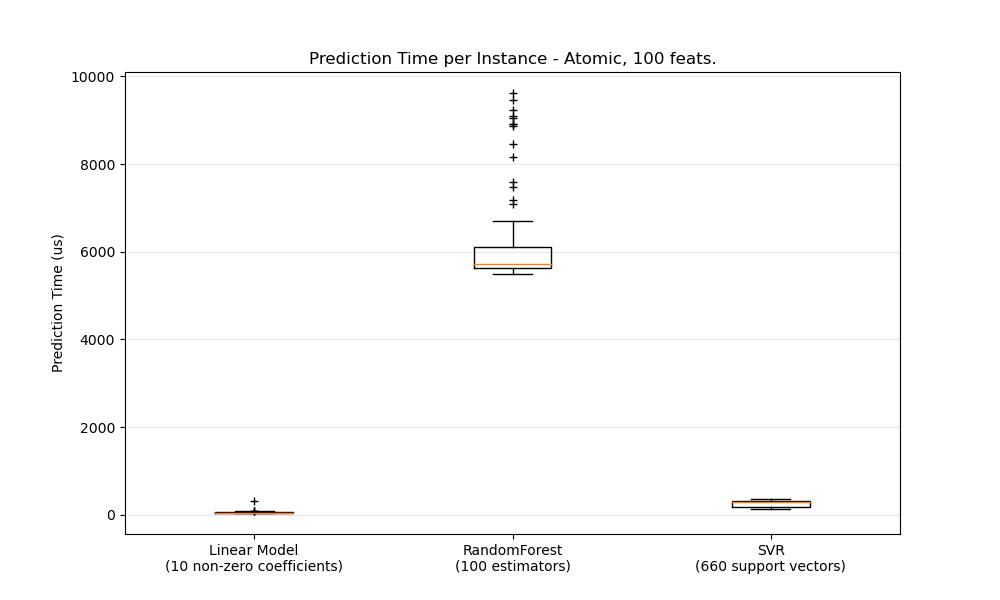 Prediction Time per Instance - Atomic, 100 feats.
Prediction Time (us)
10000
8000
6000
4000
2000
0
Linear Model
(10 non-zero coefficients)
RandomForest
(100 estimators)
SVR
(660 support vectors)